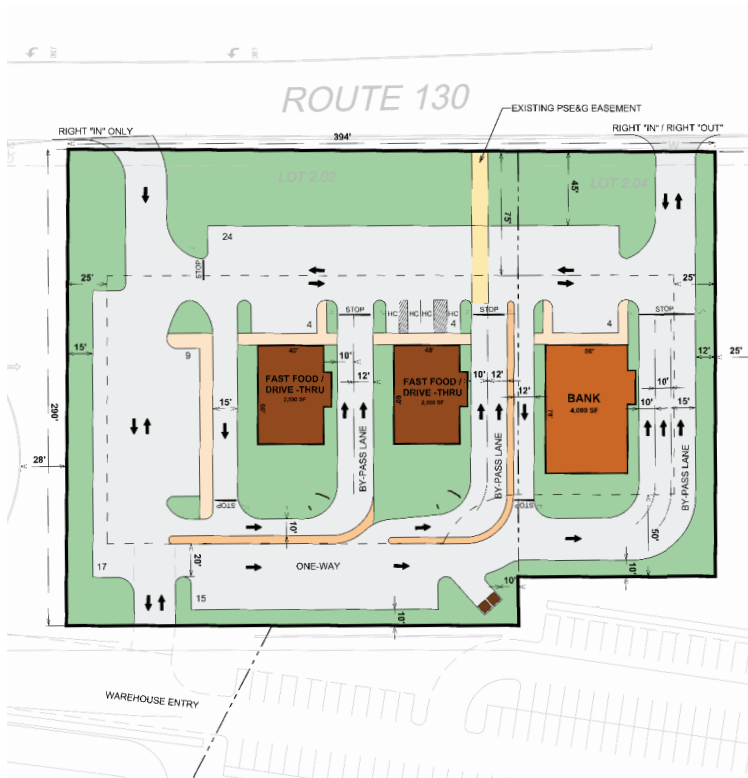 ROUTE 130
EXISTING PSE&G EASEMENT
RIGHT "IN" ONLY
RIGHT "IN" / RIGHT "OUT"
394'
LOT 2.02
LOT 2.04
45'
75'
24
STOP
25'
25'
STOP
HC
HC
HC
HC
STOP
STOP
4
4
4
9
15'
40'
10'
12'
48'
10'
12'
56'
12'
25'
FAST FOOD /
DRIVE -THRU
60'
FAST FOOD /
DRIVE -THRU
60'
BANK
4,000 SF
12'
10'
10'
15'
15'
290'
28'
BY-PASS LANE
BY-PASS LANE
BY-PASS LANE
STOP
STOP
10'
50'
20'
ONE-WAY
10'
10'
17
15
10'
WAREHOUSE ENTRY